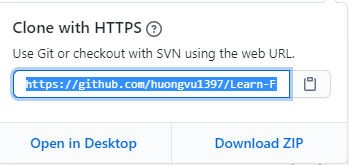 Clone with HTTPS ?
Use Git or checkout with SVN using the web URL.
https://github.com/huongvu1397/Learn-F
Open in Desktop
Download ZIP